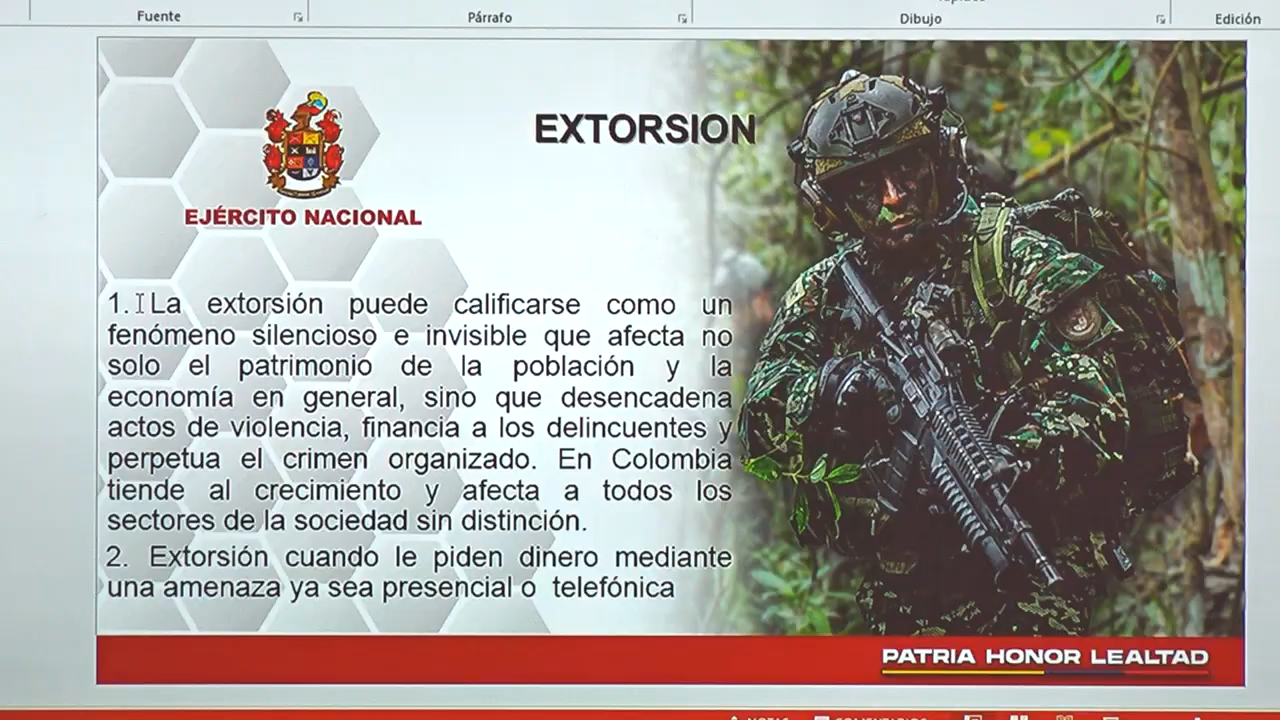 Fuente
Párrafo
Dibujo
Edición
EXTORSION
EJÉRCITO NACIONAL
1. La extorsión puede calificarse como un
fenómeno silencioso e invisible que afecta no
solo el patrimonio de la población y la
economía en general, sino que desencadena
actos de violencia, financia a los delincuentes y
perpetua el crimen organizado. En Colombia
tiende al crecimiento y afecta a todos los
sectores de la sociedad sin distinción.
2. Extorsión cuando le piden dinero mediante
una amenaza ya sea presencial o telefónica
PATRIA HONOR LEALTAD